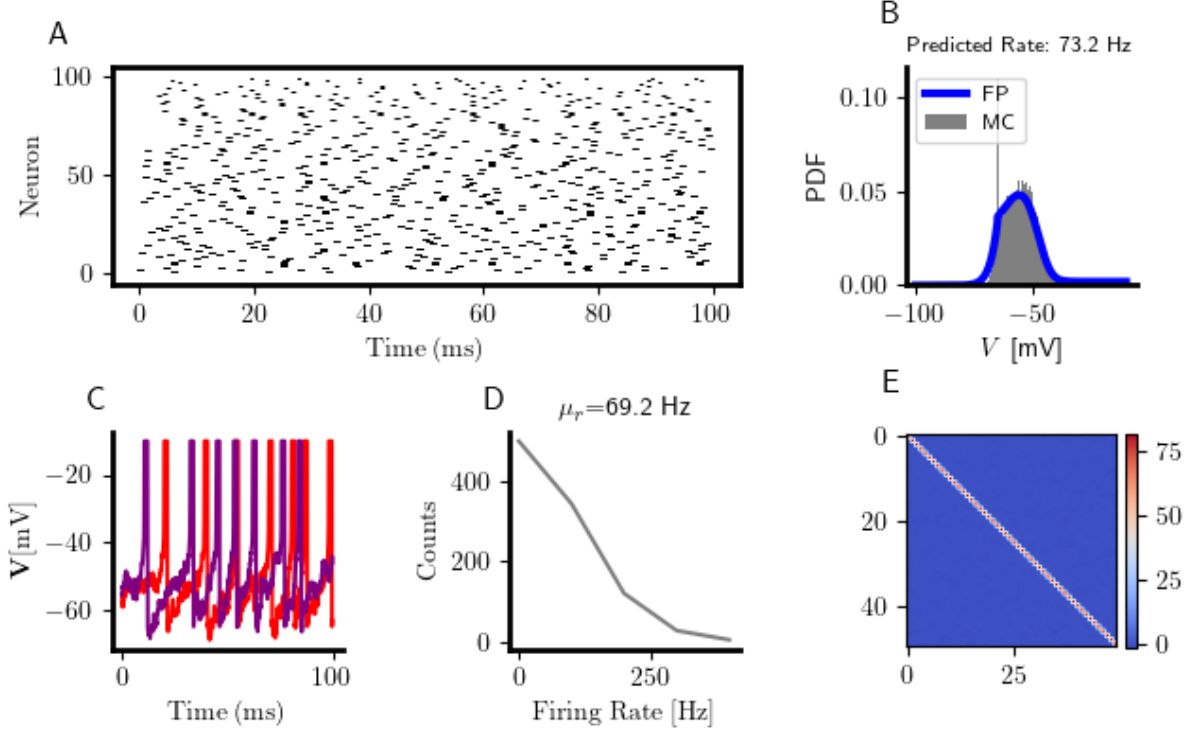 A
Neuron
100
50
0
0 20 40 60 80 100
Time (ms)
B
Predicted Rate: 73.2 Hz
FP
MC
PDF
0.10
0.05
0.00
−100 −50
V [mV]
C
V[mV]
−20
−40
−60
0 100
Time (ms)
D
μr=69.2 Hz
Counts
400
200
0
0 250
Firing Rate [Hz]
E
0
20
40
0 25
75
50
25
0